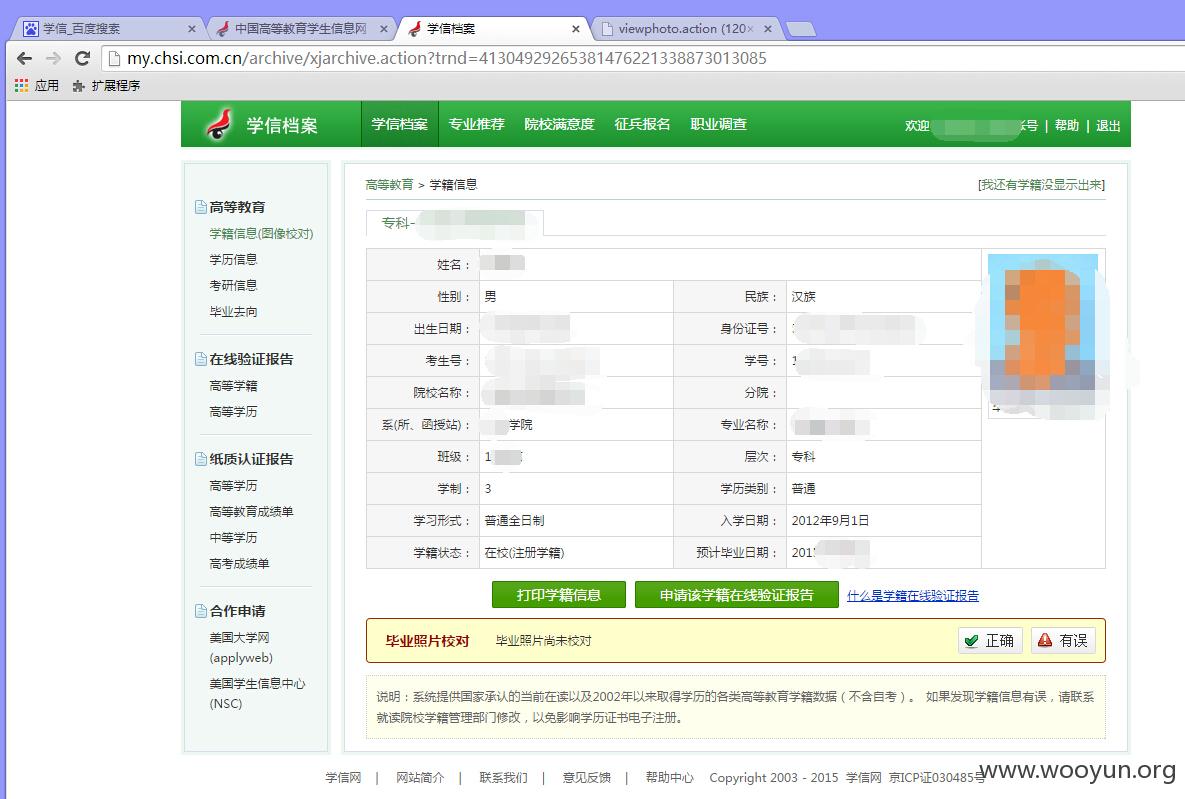 学信_百度搜索
中国高等教育学生信息网
学信档案
viewphoto.action (120×
my.chsi.com.cn/archive/xjarchive.action?trnd=41304929265381476221338873013085
应用 扩展程序
学信档案 学信档案 专业推荐 院校满意度 征兵报名 职业调查 欢迎 号 | 帮助 | 退出
高等教育
学籍信息(图像校对)
学历信息
考研信息
毕业去向
在线验证报告
高等学籍
高等学历
纸质认证报告
高等学历
高等教育成绩单
中等学历
高考成绩单
合作申请
美国大学网
(applyweb)
美国学生信息中心
(NSC)
高等教育 > 学籍信息 [我还有学籍没显示出来]
专科-
姓名：
性别： 男 民族： 汉族
出生日期： 身份证号：
考生号： 学号： 1
院校名称： 分院：
系(所、函授站)： 学院 专业名称：
班级： 1 层次： 专科
学制： 3 学历类别： 普通
学习形式： 普通全日制 入学日期： 2012年9月1日
学籍状态： 在校(注册学籍) 预计毕业日期： 201
打印学籍信息 申请该学籍在线验证报告 什么是学籍在线验证报告
毕业照片校对 毕业照片尚未校对 正确 有误
说明：系统提供国家承认的当前在读以及2002年以来取得学历的各类高等教育学籍数据（不含自考）。 如果发现学籍信息有误，请联系
就读院校学籍管理部门修改，以免影响学历证书电子注册。
学信网 | 网站简介 | 联系我们 | 意见反馈 | 帮助中心 Copyright 2003 - 2015 学信网 京ICP证030485号
www.wooyun.org